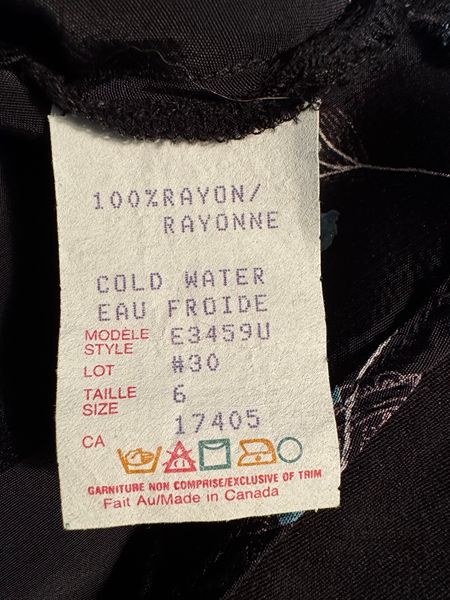 100%RAYON/
RAYONNE
COLD WATER
EAU FROIDE
MODÈLE
STYLE E3459U
LOT #30
TAILLE
SIZE 6
CA 17405
GARNITURE NON COMPRISE/EXCLUSIVE OF TRIM
Fait Au/Made in Canada